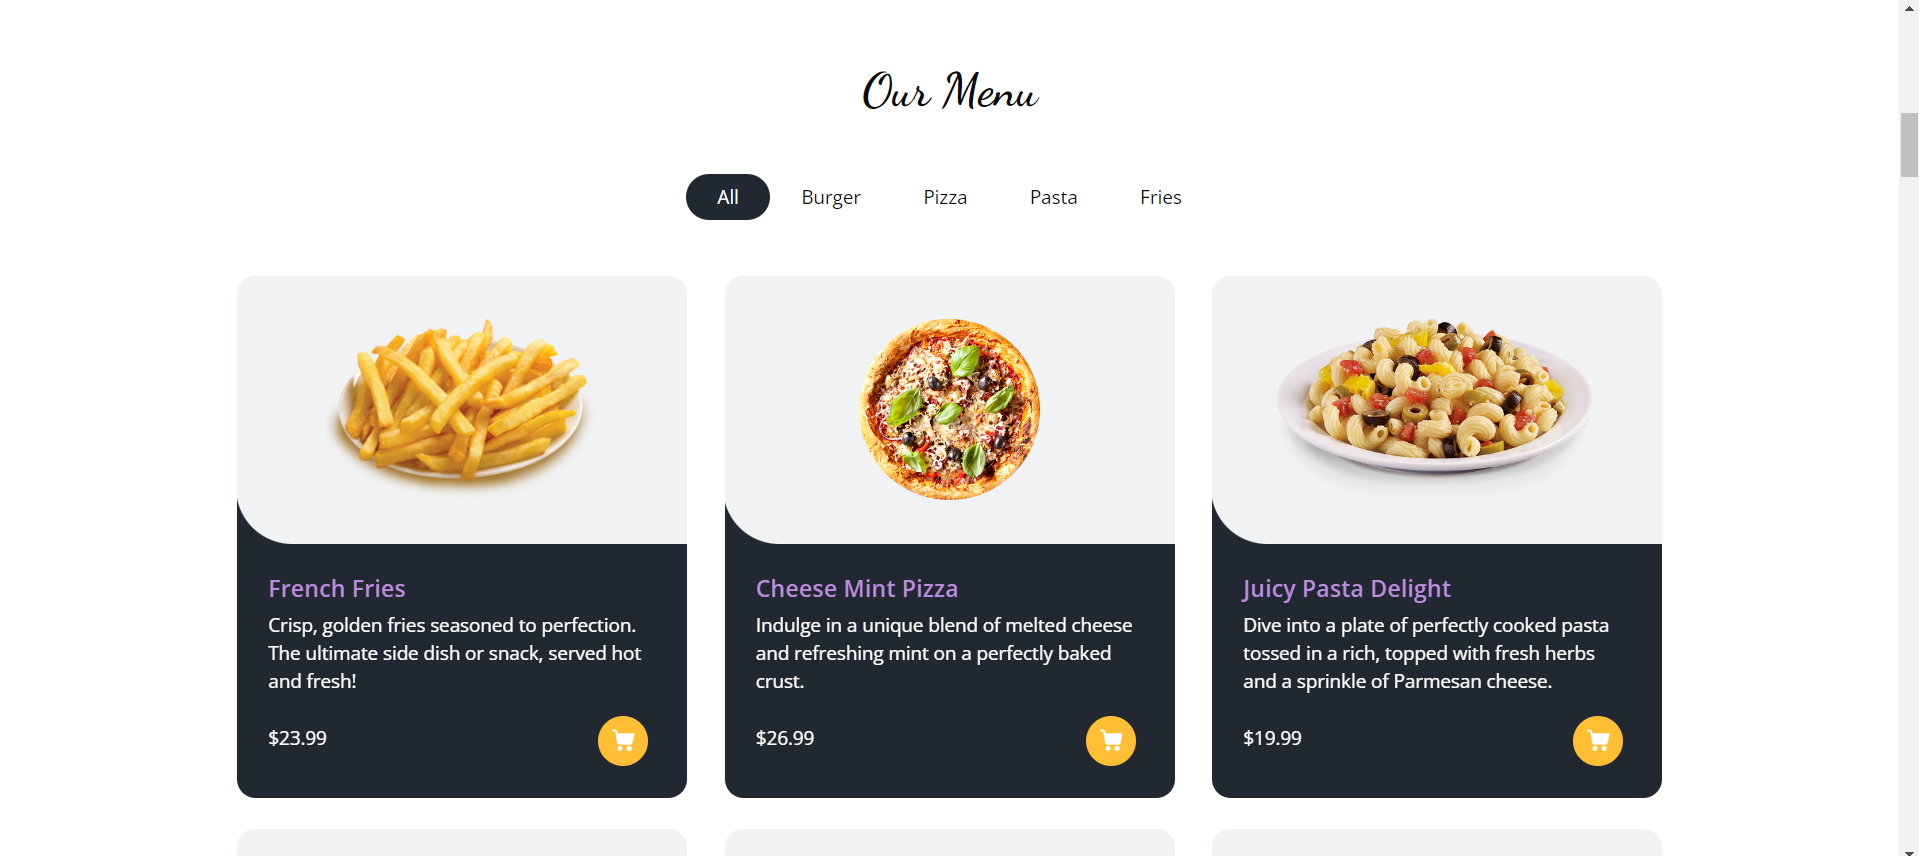 Our Menu
All
Burger
Pizza
Pasta
Fries
French Fries
Crisp, golden fries seasoned to perfection.
The ultimate side dish or snack, served hot
and fresh!
$23.99
Cheese Mint Pizza
Indulge in a unique blend of melted cheese
and refreshing mint on a perfectly baked
crust.
$26.99
Juicy Pasta Delight
Dive into a plate of perfectly cooked pasta
tossed in a rich, topped with fresh herbs
and a sprinkle of Parmesan cheese.
$19.99